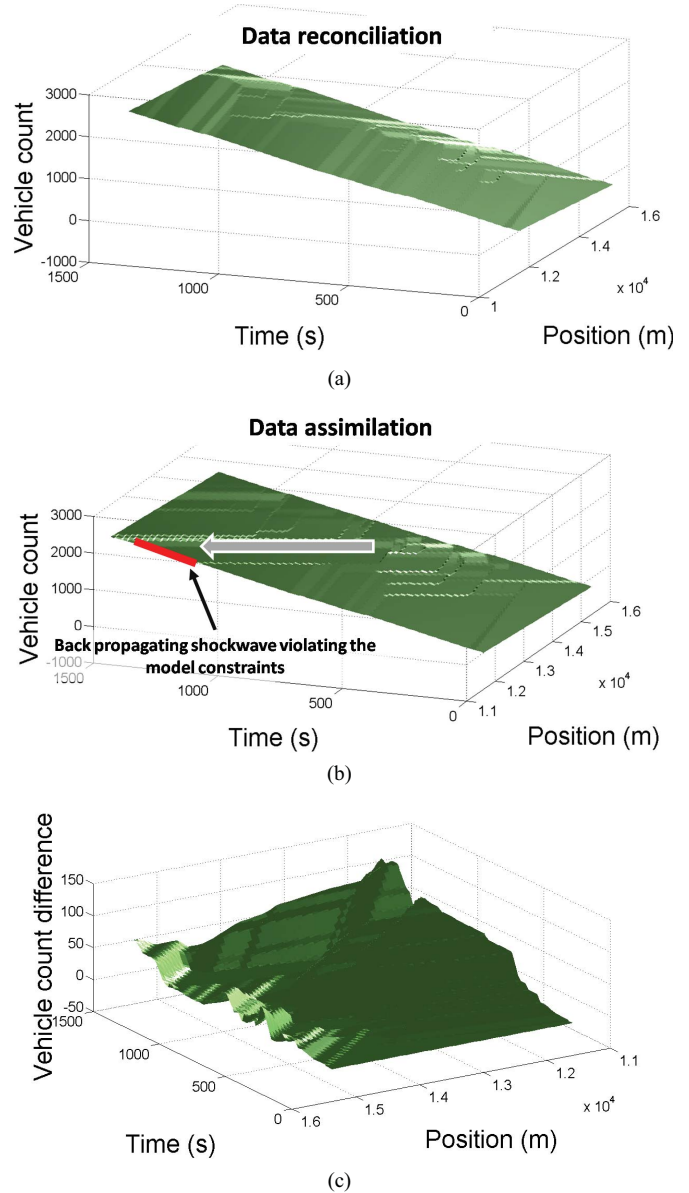 Data reconciliation
3000
2000
1000
0
-1000
1500
1000
500
0
1
1.2
1.4
1.6
x 10⁴
Vehicle count
Time (s)
Position (m)
(a)
Data assimilation
3000
2000
1000
0
-1000
1500
1000
500
0
1.1
1.2
1.3
1.4
1.5
1.6
x 10⁴
Vehicle count
Back propagating shockwave violating the
model constraints
Time (s)
Position (m)
(b)
150
100
50
0
-50
1500
1000
500
0
1.6
1.5
1.4
1.3
1.2
1.1
x 10⁴
Vehicle count difference
Time (s)
Position (m)
(c)